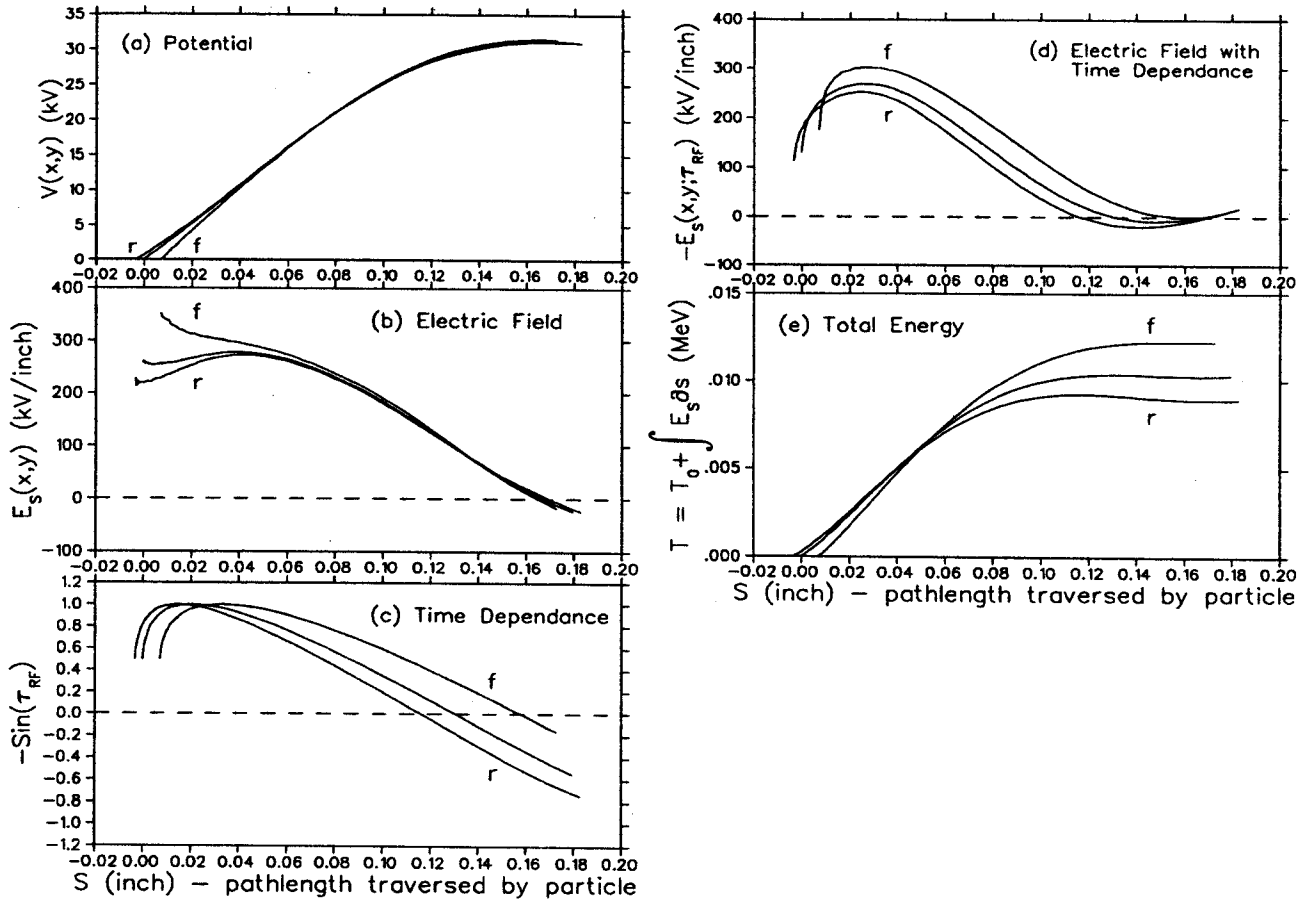 (a) Potential
V(x,y) (kV)
35
30
25
20
15
10
5
0
r
f
-0.02 0.00 0.02 0.04 0.06 0.08 0.10 0.12 0.14 0.16 0.18 0.20
(b) Electric Field
E_S(x,y) (kV/inch)
400
300
200
100
0
-100
f
r
-0.02 0.00 0.02 0.04 0.06 0.08 0.10 0.12 0.14 0.16 0.18 0.20
(c) Time Dependance
-Sin(τ_RF)
1.2
1.0
0.8
0.6
0.4
0.2
0.0
-0.2
-0.4
-0.6
-0.8
-1.0
-1.2
f
r
-0.02 0.00 0.02 0.04 0.06 0.08 0.10 0.12 0.14 0.16 0.18 0.20
S (inch) - pathlength traversed by particle
(d) Electric Field with
Time Dependance
-E_S(x,y;τ_RF) (kV/inch)
400
300
200
100
0
-100
f
r
-0.02 0.00 0.02 0.04 0.06 0.08 0.10 0.12 0.14 0.16 0.18 0.20
(e) Total Energy
T = T_0 + ∫ E_S ∂s (MeV)
.015
.010
.005
.000
f
r
-0.02 0.00 0.02 0.04 0.06 0.08 0.10 0.12 0.14 0.16 0.18 0.20
S (inch) - pathlength traversed by particle